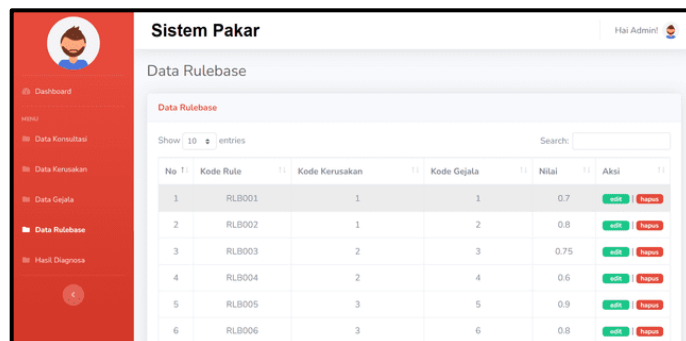 Sistem Pakar
Hai Admin!
Dashboard
MENU
Data Konsultasi
Data Kerusakan
Data Gejala
Data Rulebase
Hasil Diagnosa
Data Rulebase
Data Rulebase
Show 10 entries Search:
No Kode Rule Kode Kerusakan Kode Gejala Nilai Aksi
1 RLB001 1 1 0.7 edit | hapus
2 RLB002 1 2 0.8 edit | hapus
3 RLB003 2 3 0.75 edit | hapus
4 RLB004 2 4 0.6 edit | hapus
5 RLB005 3 5 0.9 edit | hapus
6 RLB006 3 6 0.8 edit | hapus